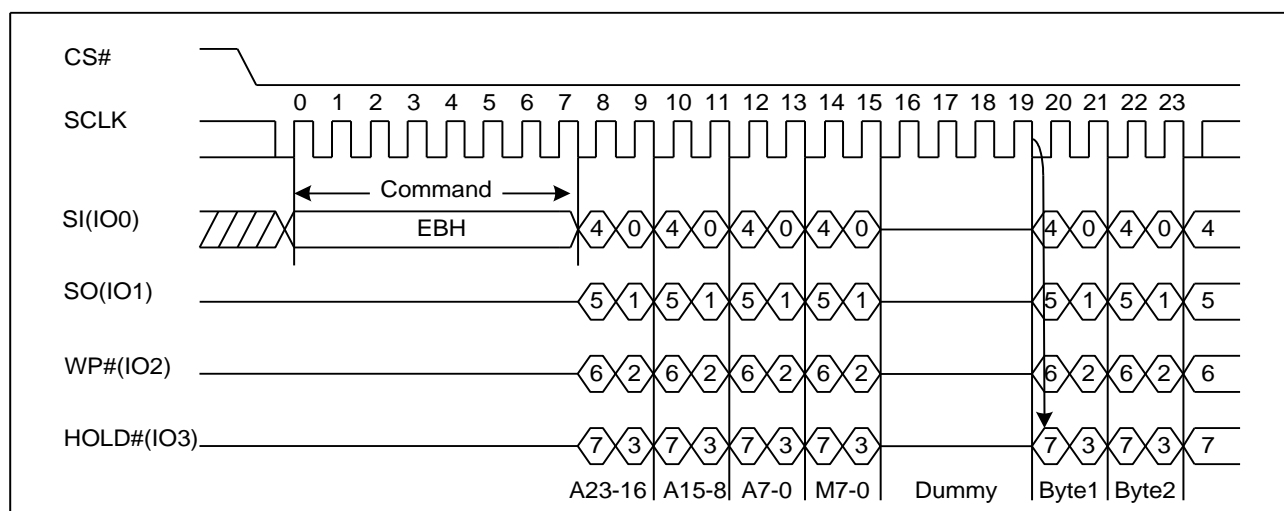 CS#
0 1 2 3 4 5 6 7 8 9 10 11 12 13 14 15 16 17 18 19 20 21 22 23
SCLK
Command
SI(IO0)
EBH 4 0 4 0 4 0 4 0 4 0 4 0 4
SO(IO1) 5 1 5 1 5 1 5 1 5 1 5 1 5
WP#(IO2) 6 2 6 2 6 2 6 2 6 2 6 2 6
HOLD#(IO3) 7 3 7 3 7 3 7 3 7 3 7 3 7
A23-16 A15-8 A7-0 M7-0 Dummy Byte1 Byte2